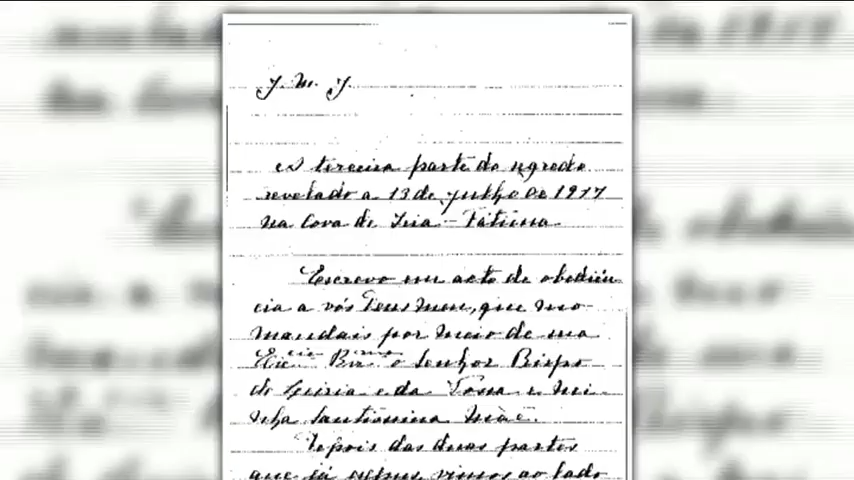 J. M. J.
A terceira parte do segredo
revelado a 13 de julho de 1917
na Cova de Iria - Fátima
Escrevo em acto de obediên
cia a vós Deus meu, que mo
mandais por meio de sua
Ex.cia Rev.ma o Senhor Bispo
de Leiria e da Vossa e mi-
nha Santíssima Mãe.
Depois das duas partes
que já expus, vimos ao lado